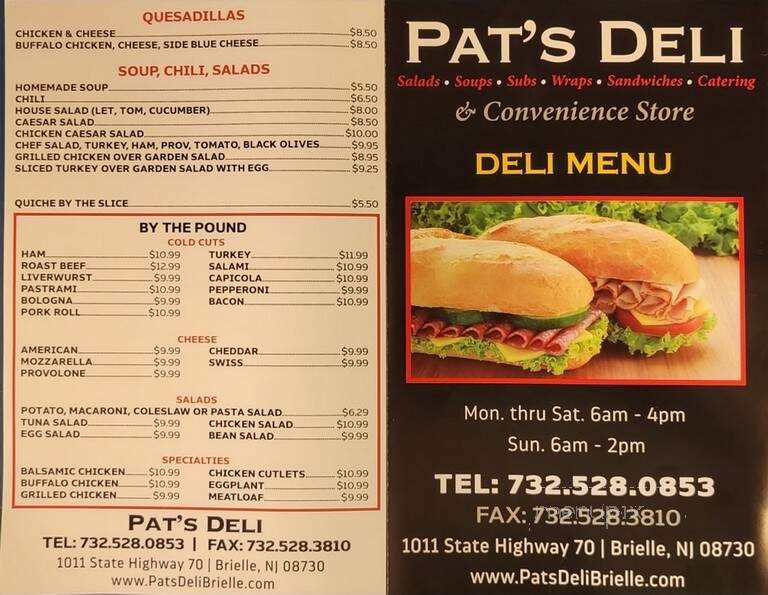 QUESADILLAS
CHICKEN & CHEESE $8.50
BUFFALO CHICKEN, CHEESE, SIDE BLUE CHEESE $8.50
SOUP, CHILI, SALADS
HOMEMADE SOUP $5.50
CHILI $6.50
HOUSE SALAD (LET, TOM, CUCUMBER) $8.00
CAESAR SALAD $8.50
CHICKEN CAESAR SALAD $10.00
CHEF SALAD, TURKEY, HAM, PROV, TOMATO, BLACK OLIVES $9.95
GRILLED CHICKEN OVER GARDEN SALAD $8.95
SLICED TURKEY OVER GARDEN SALAD WITH EGG $9.25
QUICHE BY THE SLICE $5.50
BY THE POUND
COLD CUTS
HAM $10.99
ROAST BEEF $12.99
LIVERWURST $9.99
PASTRAMI $10.99
BOLOGNA $9.99
PORK ROLL $10.99
TURKEY $11.99
SALAMI $10.99
CAPICOLA $10.99
PEPPERONI $9.99
BACON $10.99
CHEESE
AMERICAN $9.99
MOZZARELLA $9.99
PROVOLONE $9.99
CHEDDAR $9.99
SWISS $9.99
SALADS
POTATO, MACARONI, COLESLAW OR PASTA SALAD $6.29
TUNA SALAD $9.99
EGG SALAD $9.99
CHICKEN SALAD $10.99
BEAN SALAD $9.99
SPECIALTIES
BALSAMIC CHICKEN $10.99
BUFFALO CHICKEN $10.99
GRILLED CHICKEN $9.99
CHICKEN CUTLETS $10.99
EGGPLANT $10.99
MEATLOAF $9.99
PAT'S DELI
TEL: 732.528.0853 | FAX: 732.528.3810
1011 State Highway 70 | Brielle, NJ 08730
www.PatsDeliBrielle.com
PAT'S DELI
Salads • Soups • Subs • Wraps • Sandwiches • Catering
& Convenience Store
DELI MENU
Mon. thru Sat. 6am - 4pm
Sun. 6am - 2pm
TEL: 732.528.0853
FAX: 732.528.3810
1011 State Highway 70 | Brielle, NJ 08730
www.PatsDeliBrielle.com